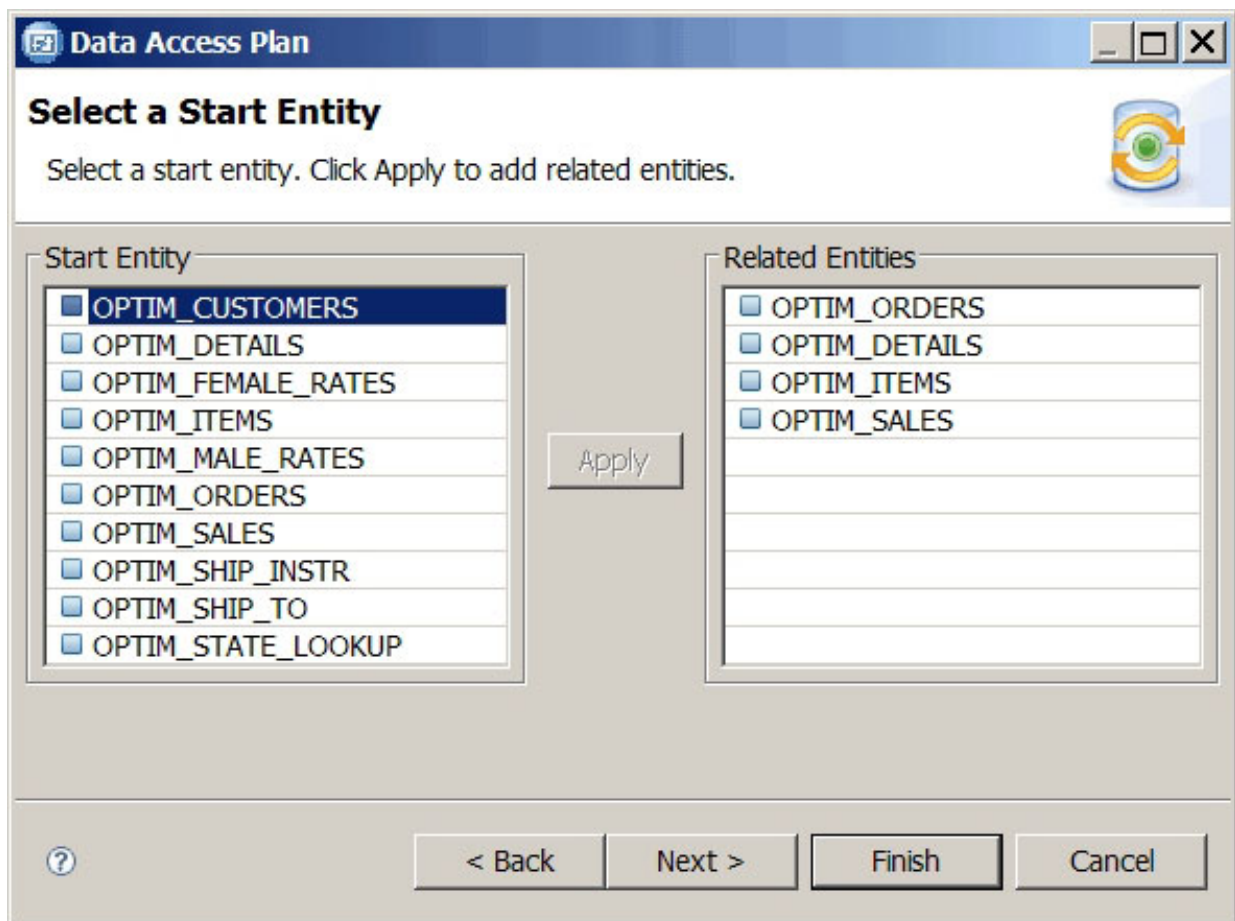 Data Access Plan
Select a Start Entity
Select a start entity. Click Apply to add related entities.
Start Entity
OPTIM_CUSTOMERS
OPTIM_DETAILS
OPTIM_FEMALE_RATES
OPTIM_ITEMS
OPTIM_MALE_RATES
OPTIM_ORDERS
OPTIM_SALES
OPTIM_SHIP_INSTR
OPTIM_SHIP_TO
OPTIM_STATE_LOOKUP
Apply
Related Entities
OPTIM_ORDERS
OPTIM_DETAILS
OPTIM_ITEMS
OPTIM_SALES
? < Back Next > Finish Cancel